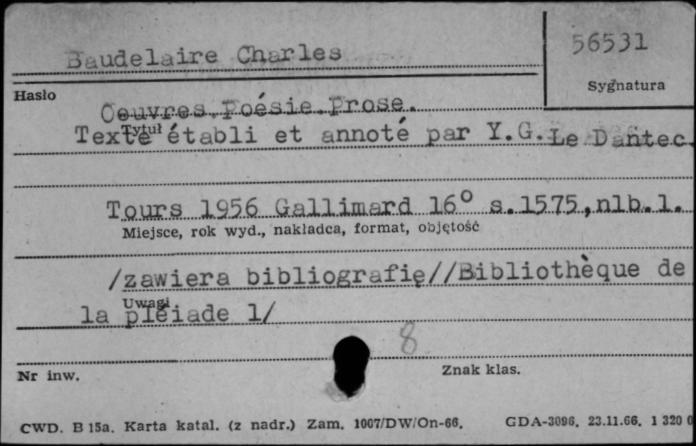 Baudelaire Charles
56531
Sygnatura
Hasło
Oeuvres.Poésie.Prose.
Tytuł
Texte établi et annoté par Y.G.Le Dantec.
Tours 1956 Gallimard 16° s.1575,nlb.1.
Miejsce, rok wyd., nakładca, format, objętość
/zawiera bibliografię//Bibliothèque de
Uwagi
la pléiade 1/
8
Nr inw.
Znak klas.
CWD. B 15a. Karta katal. (z nadr.) Zam. 1007/DW/On-66. GDA-3096. 23.11.66. 1 320 0